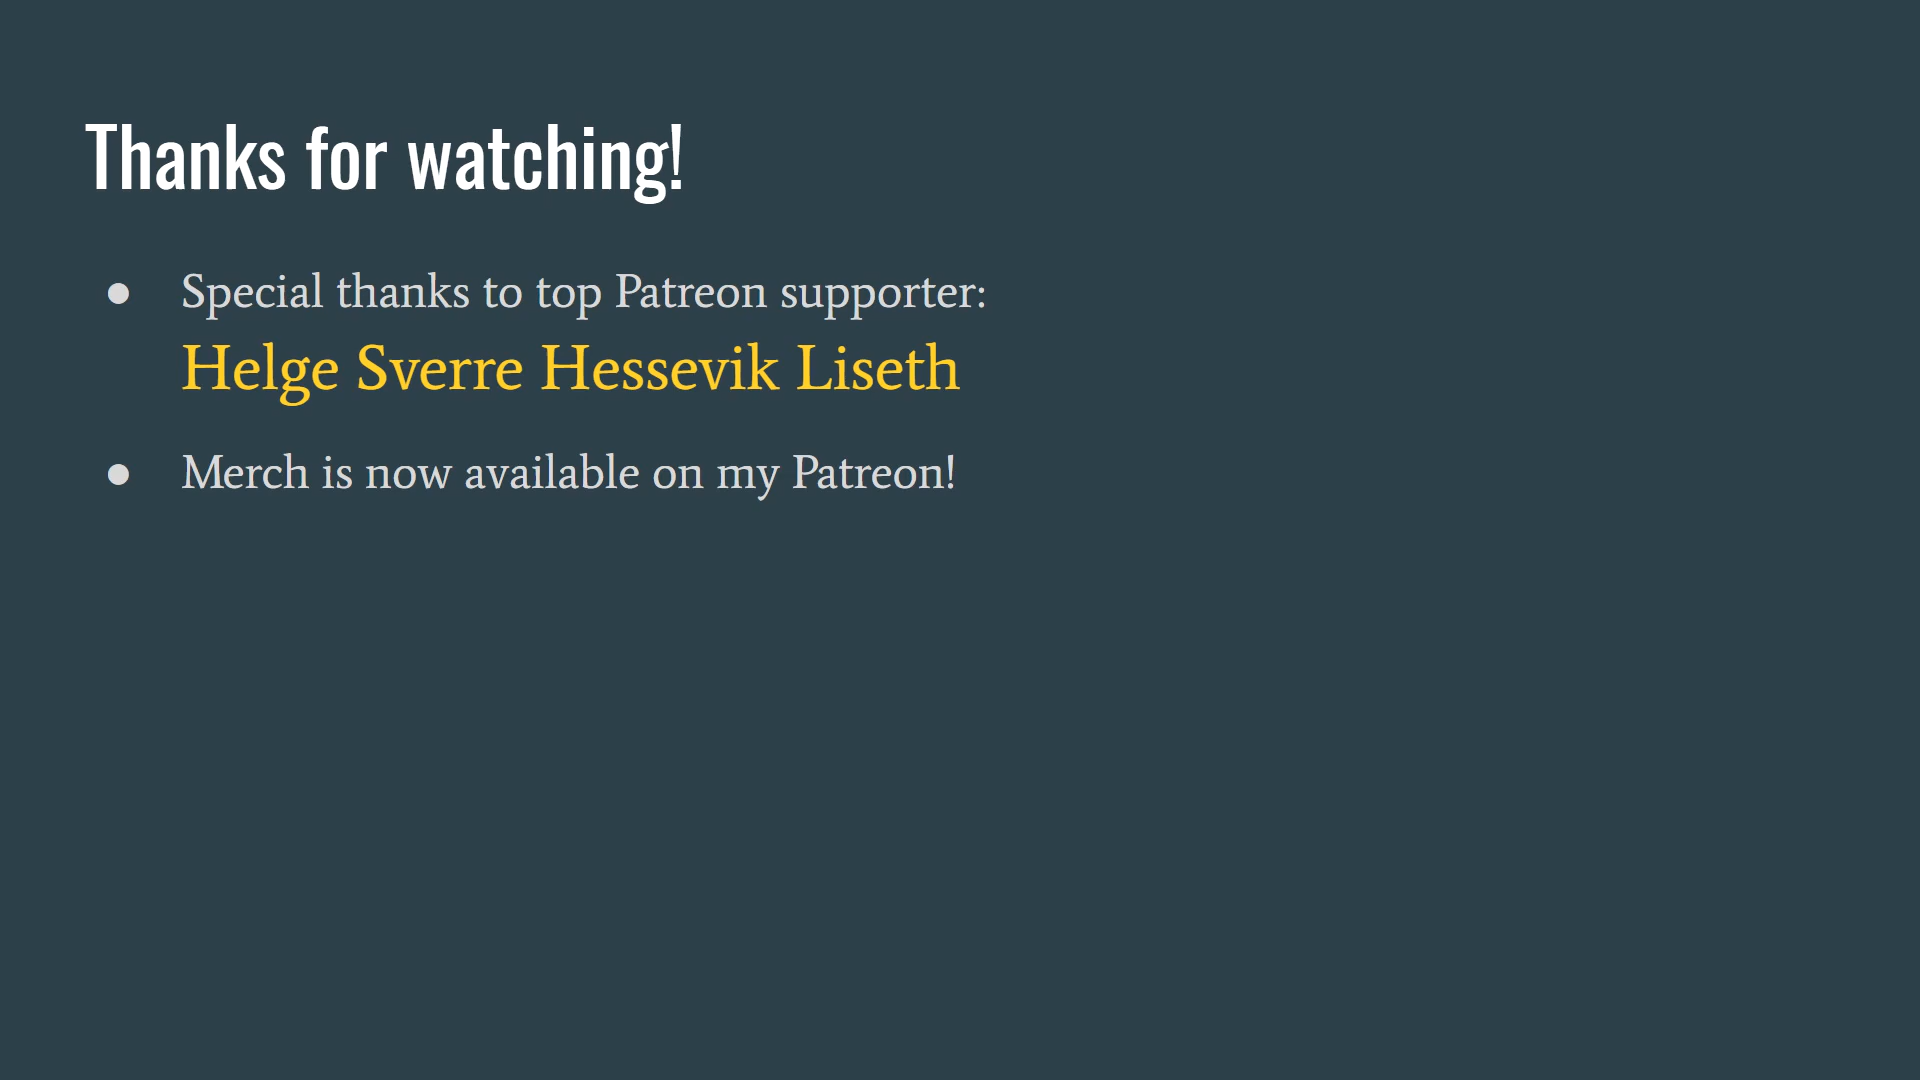 Thanks for watching!
● Special thanks to top Patreon supporter:
Helge Sverre Hessevik Liseth
● Merch is now available on my Patreon!